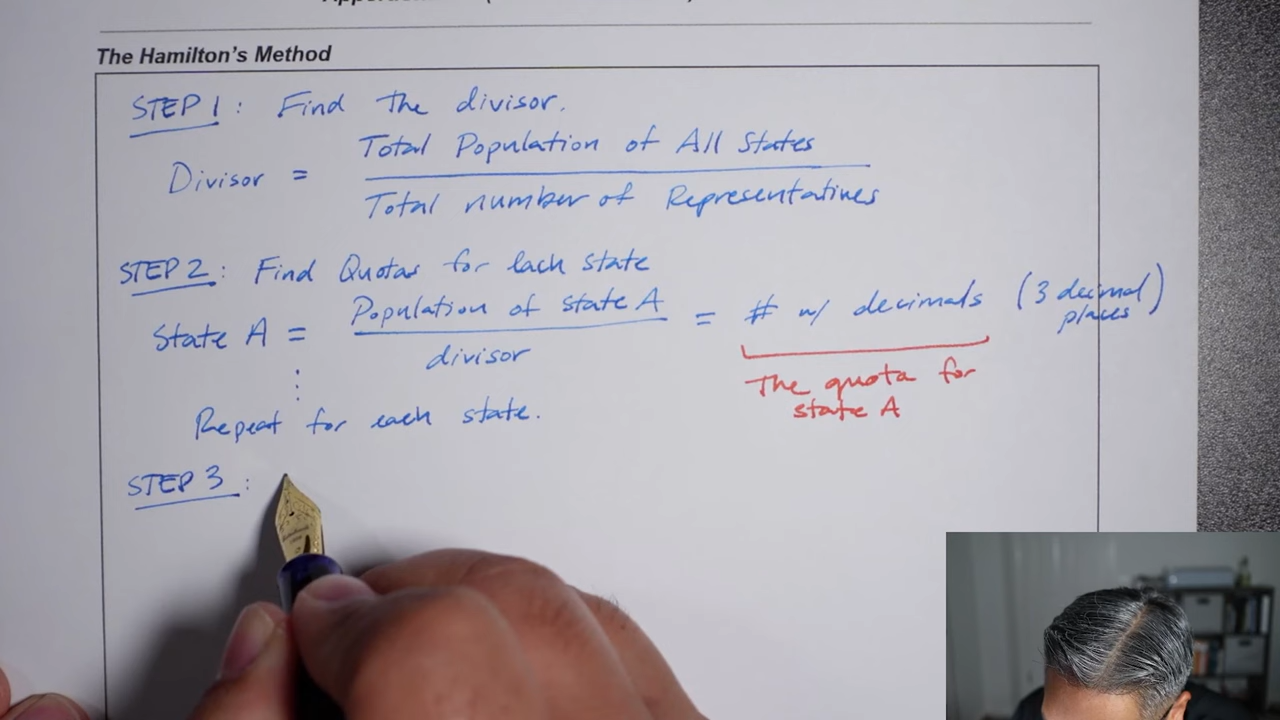 The Hamilton's Method
STEP 1: Find the divisor.
Divisor = Total Population of All States
Total number of Representatives
STEP 2: Find Quotas for each state
State A = Population of state A = # w/ decimals (3 decimal places)
divisor
The quota for
state A
Repeat for each state.
STEP 3: